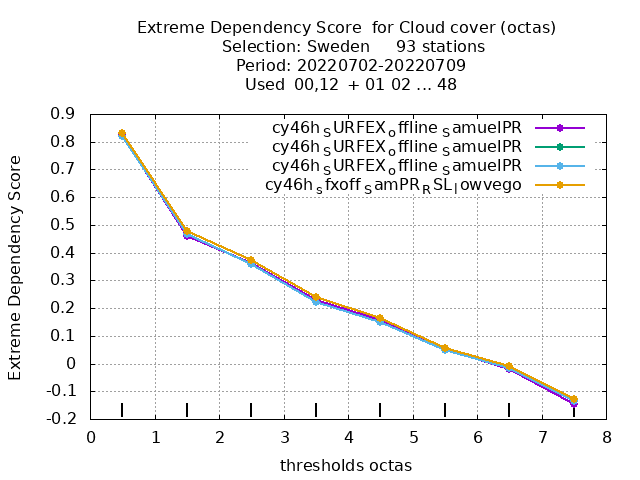 Extreme Dependency Score  for Cloud cover (octas)
Selection: Sweden     93 stations
Period: 20220702-20220709
Used  00,12  + 01 02 ... 48
cy46h_SURFEX_offline_SamuelPR
cy46h_SURFEX_offline_SamuelPR
cy46h_SURFEX_offline_SamuelPR
cy46h_sfxoff_SamPR_RSL_lowvego
Extreme Dependency Score
0.9
0.8
0.7
0.6
0.5
0.4
0.3
0.2
0.1
0
-0.1
-0.2
0 1 2 3 4 5 6 7 8
thresholds octas